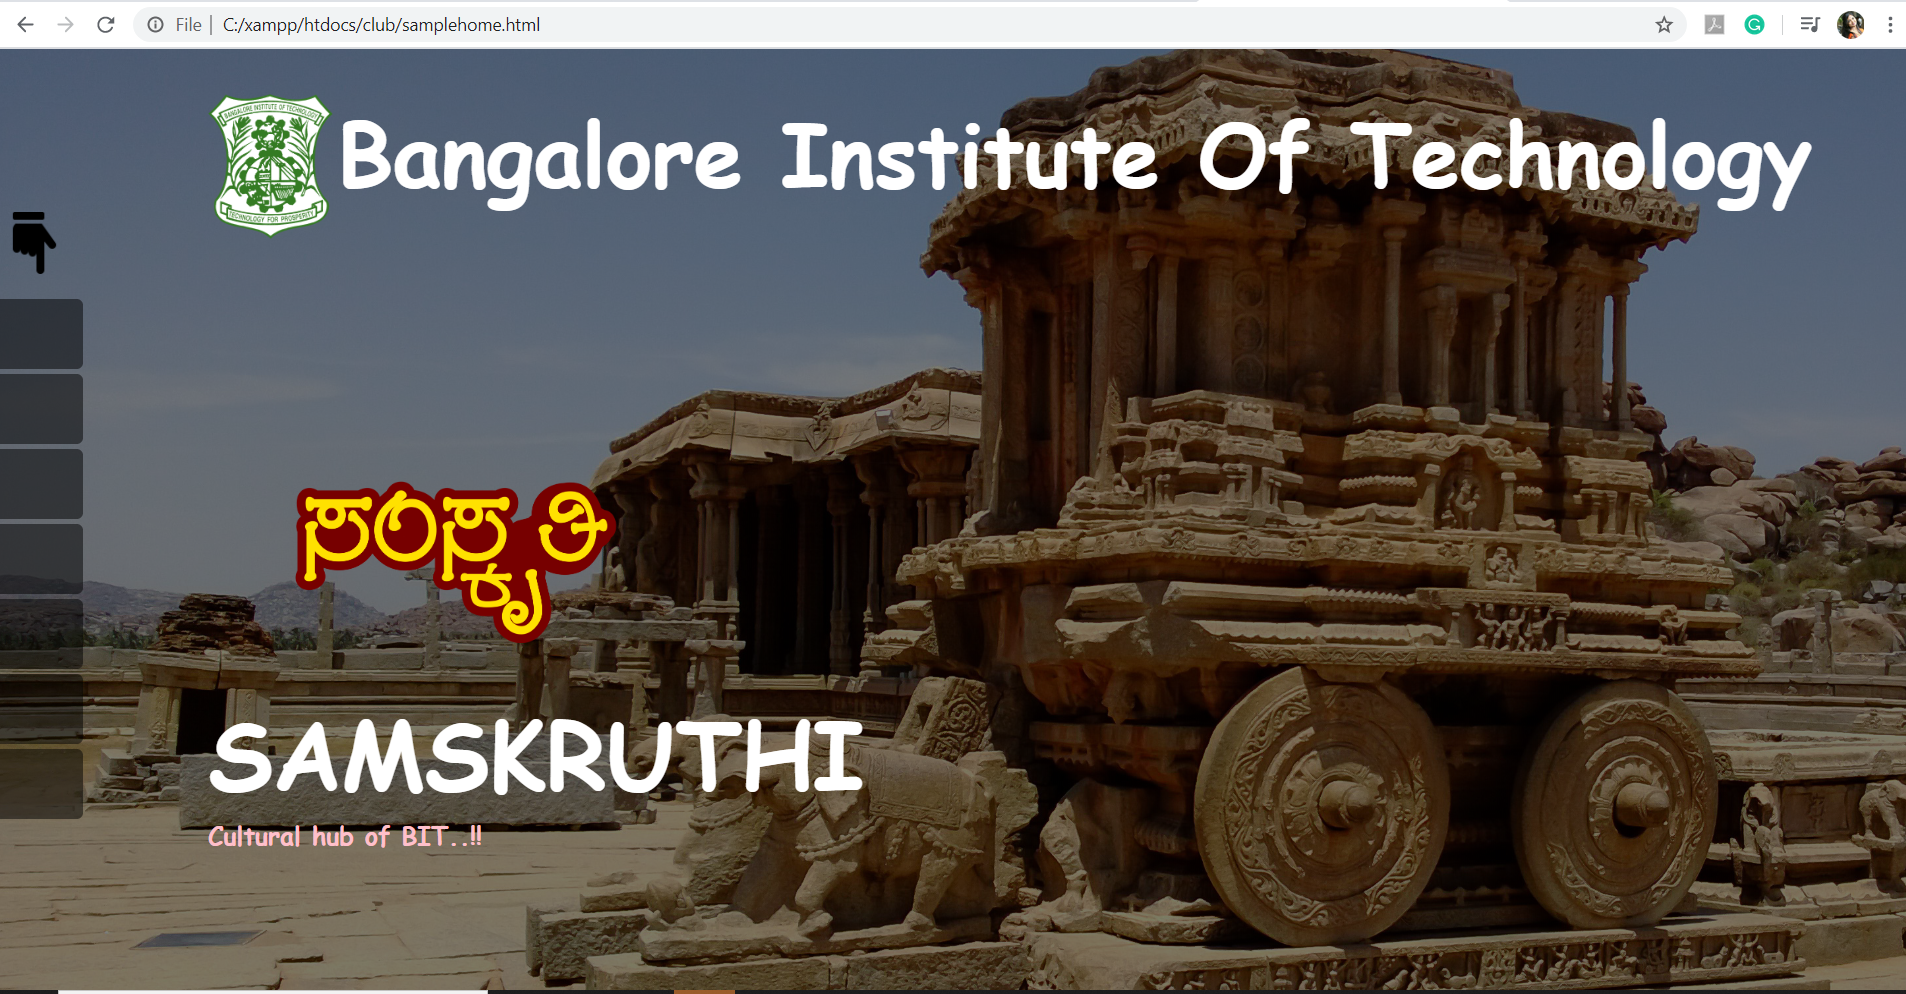 File | C:/xampp/htdocs/club/samplehome.html
BANGALORE INSTITUTE OF TECHNOLOGY
TECHNOLOGY FOR PROSPERITY
Bangalore Institute Of Technology
ಸಂಸ್ಕೃತಿ
SAMSKRUTHI
Cultural hub of BIT..!!